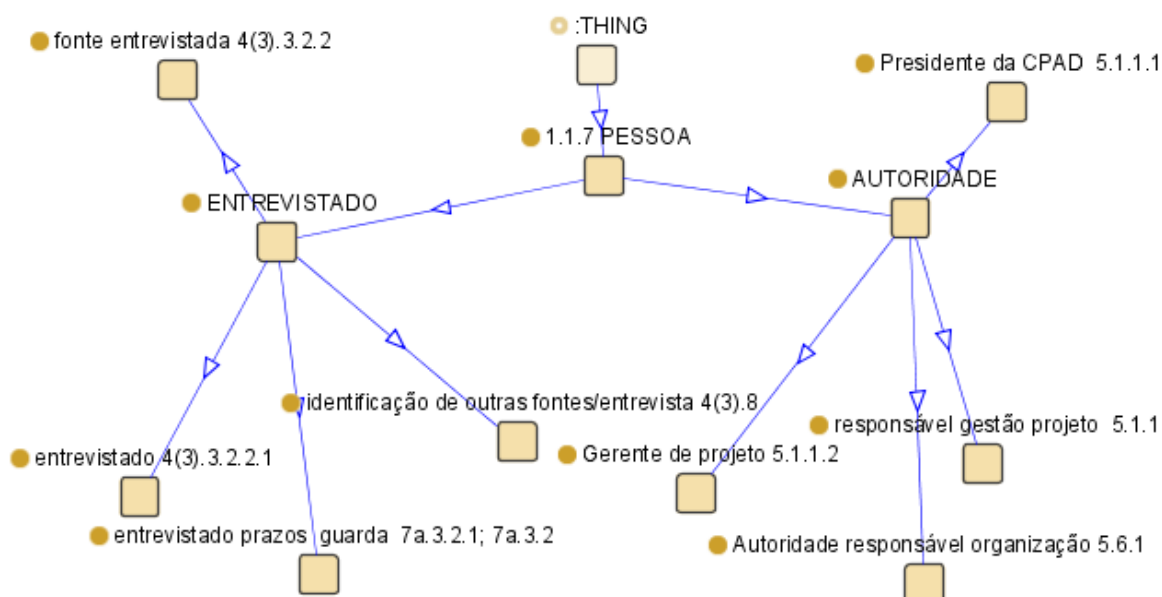 :THING
fonte entrevistada 4(3).3.2.2
Presidente da CPAD 5.1.1.1
1.1.7 PESSOA
AUTORIDADE
ENTREVISTADO
identificação de outras fontes/entrevista 4(3).8
responsável gestão projeto 5.1.1
Gerente de projeto 5.1.1.2
entrevistado 4(3).3.2.2.1
entrevistado prazos guarda 7a.3.2.1; 7a.3.2
Autoridade responsável organização 5.6.1